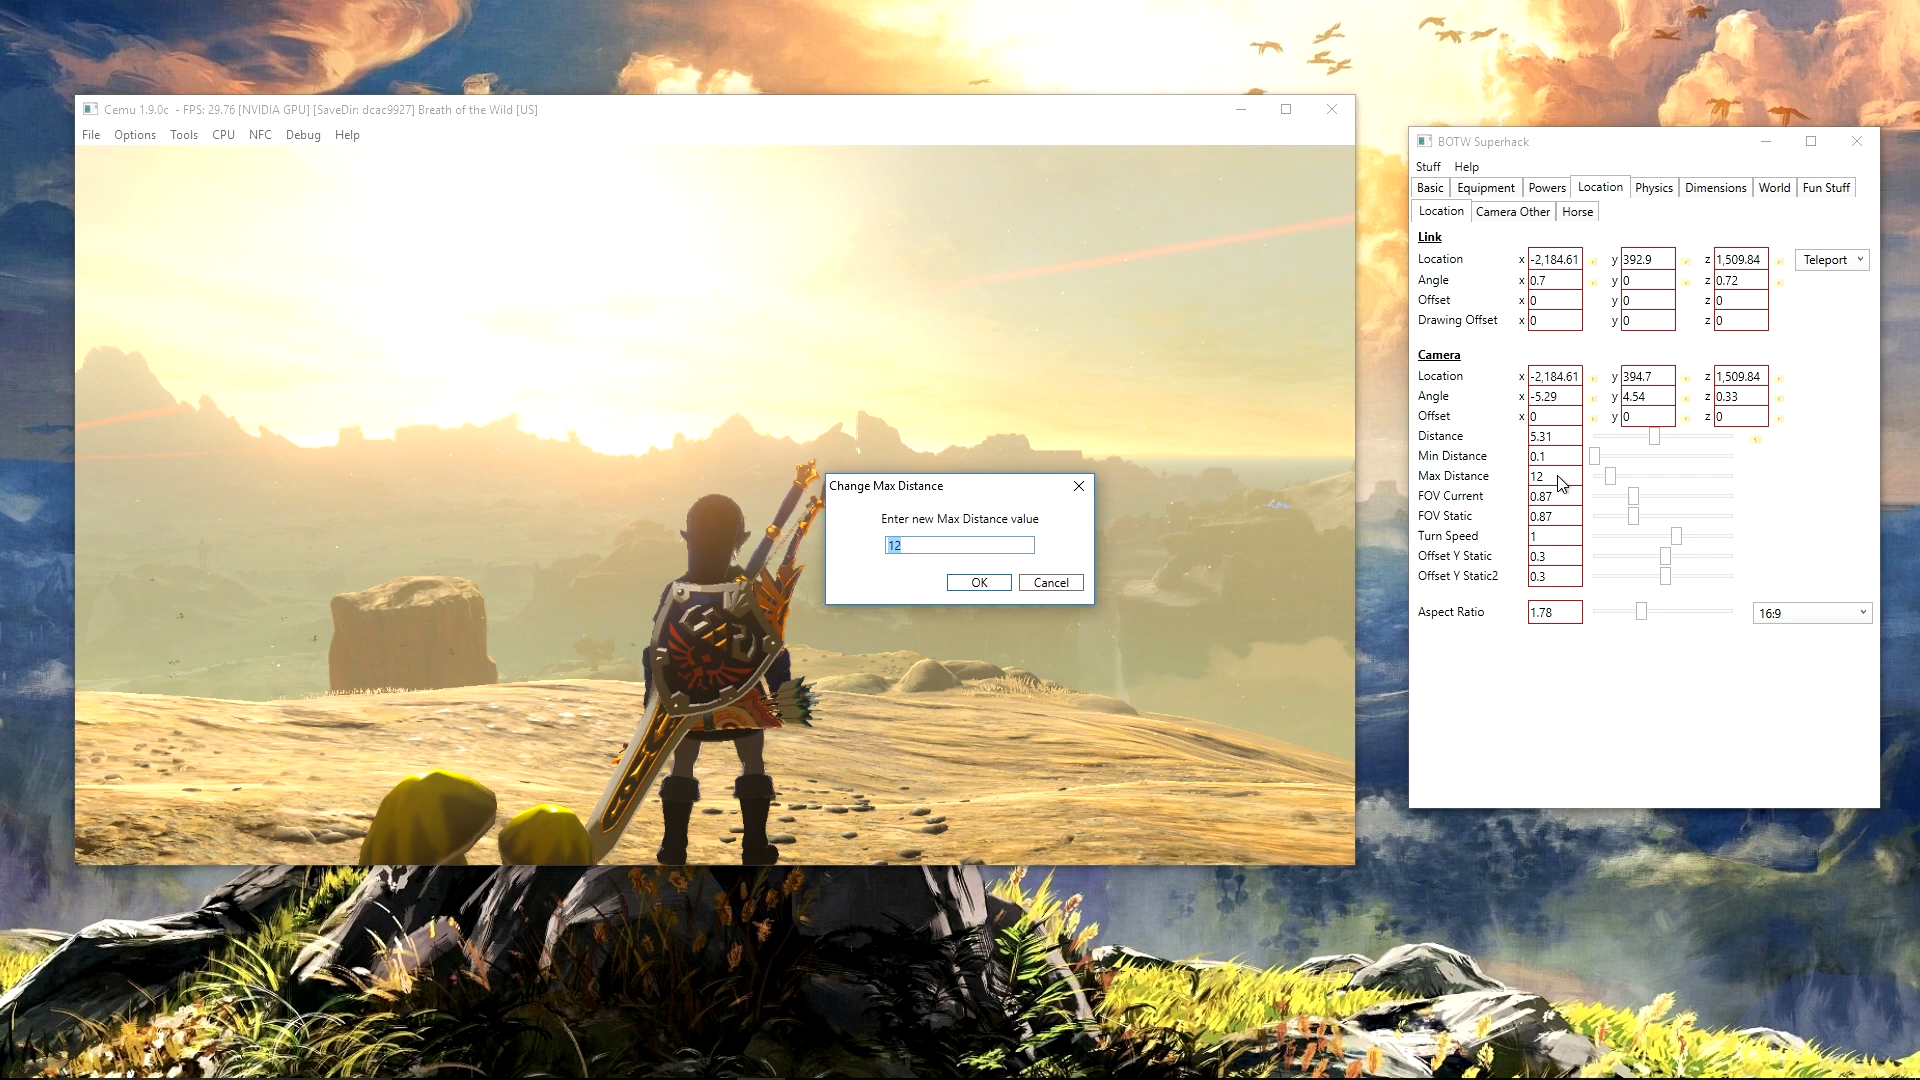 Cemu 1.9.0c - FPS: 29.76 [NVIDIA GPU] [SaveDir: dcac9927] Breath of the Wild [US]
File Options Tools CPU NFC Debug Help
Change Max Distance
Enter new Max Distance value
12
OK Cancel
BOTW Superhack
Stuff Help
Basic Equipment Powers Location Physics Dimensions World Fun Stuff
Location Camera Other Horse
Link
Location x -2,184.61 y 392.9 z 1,509.84 Teleport
Angle x 0.7 y 0 z 0.72
Offset x 0 y 0 z 0
Drawing Offset x 0 y 0 z 0
Camera
Location x -2,184.61 y 394.7 z 1,509.84
Angle x -5.29 y 4.54 z 0.33
Offset x 0 y 0 z 0
Distance 5.31
Min Distance 0.1
Max Distance 12
FOV Current 0.87
FOV Static 0.87
Turn Speed 1
Offset Y Static 0.3
Offset Y Static2 0.3
Aspect Ratio 1.78 16:9